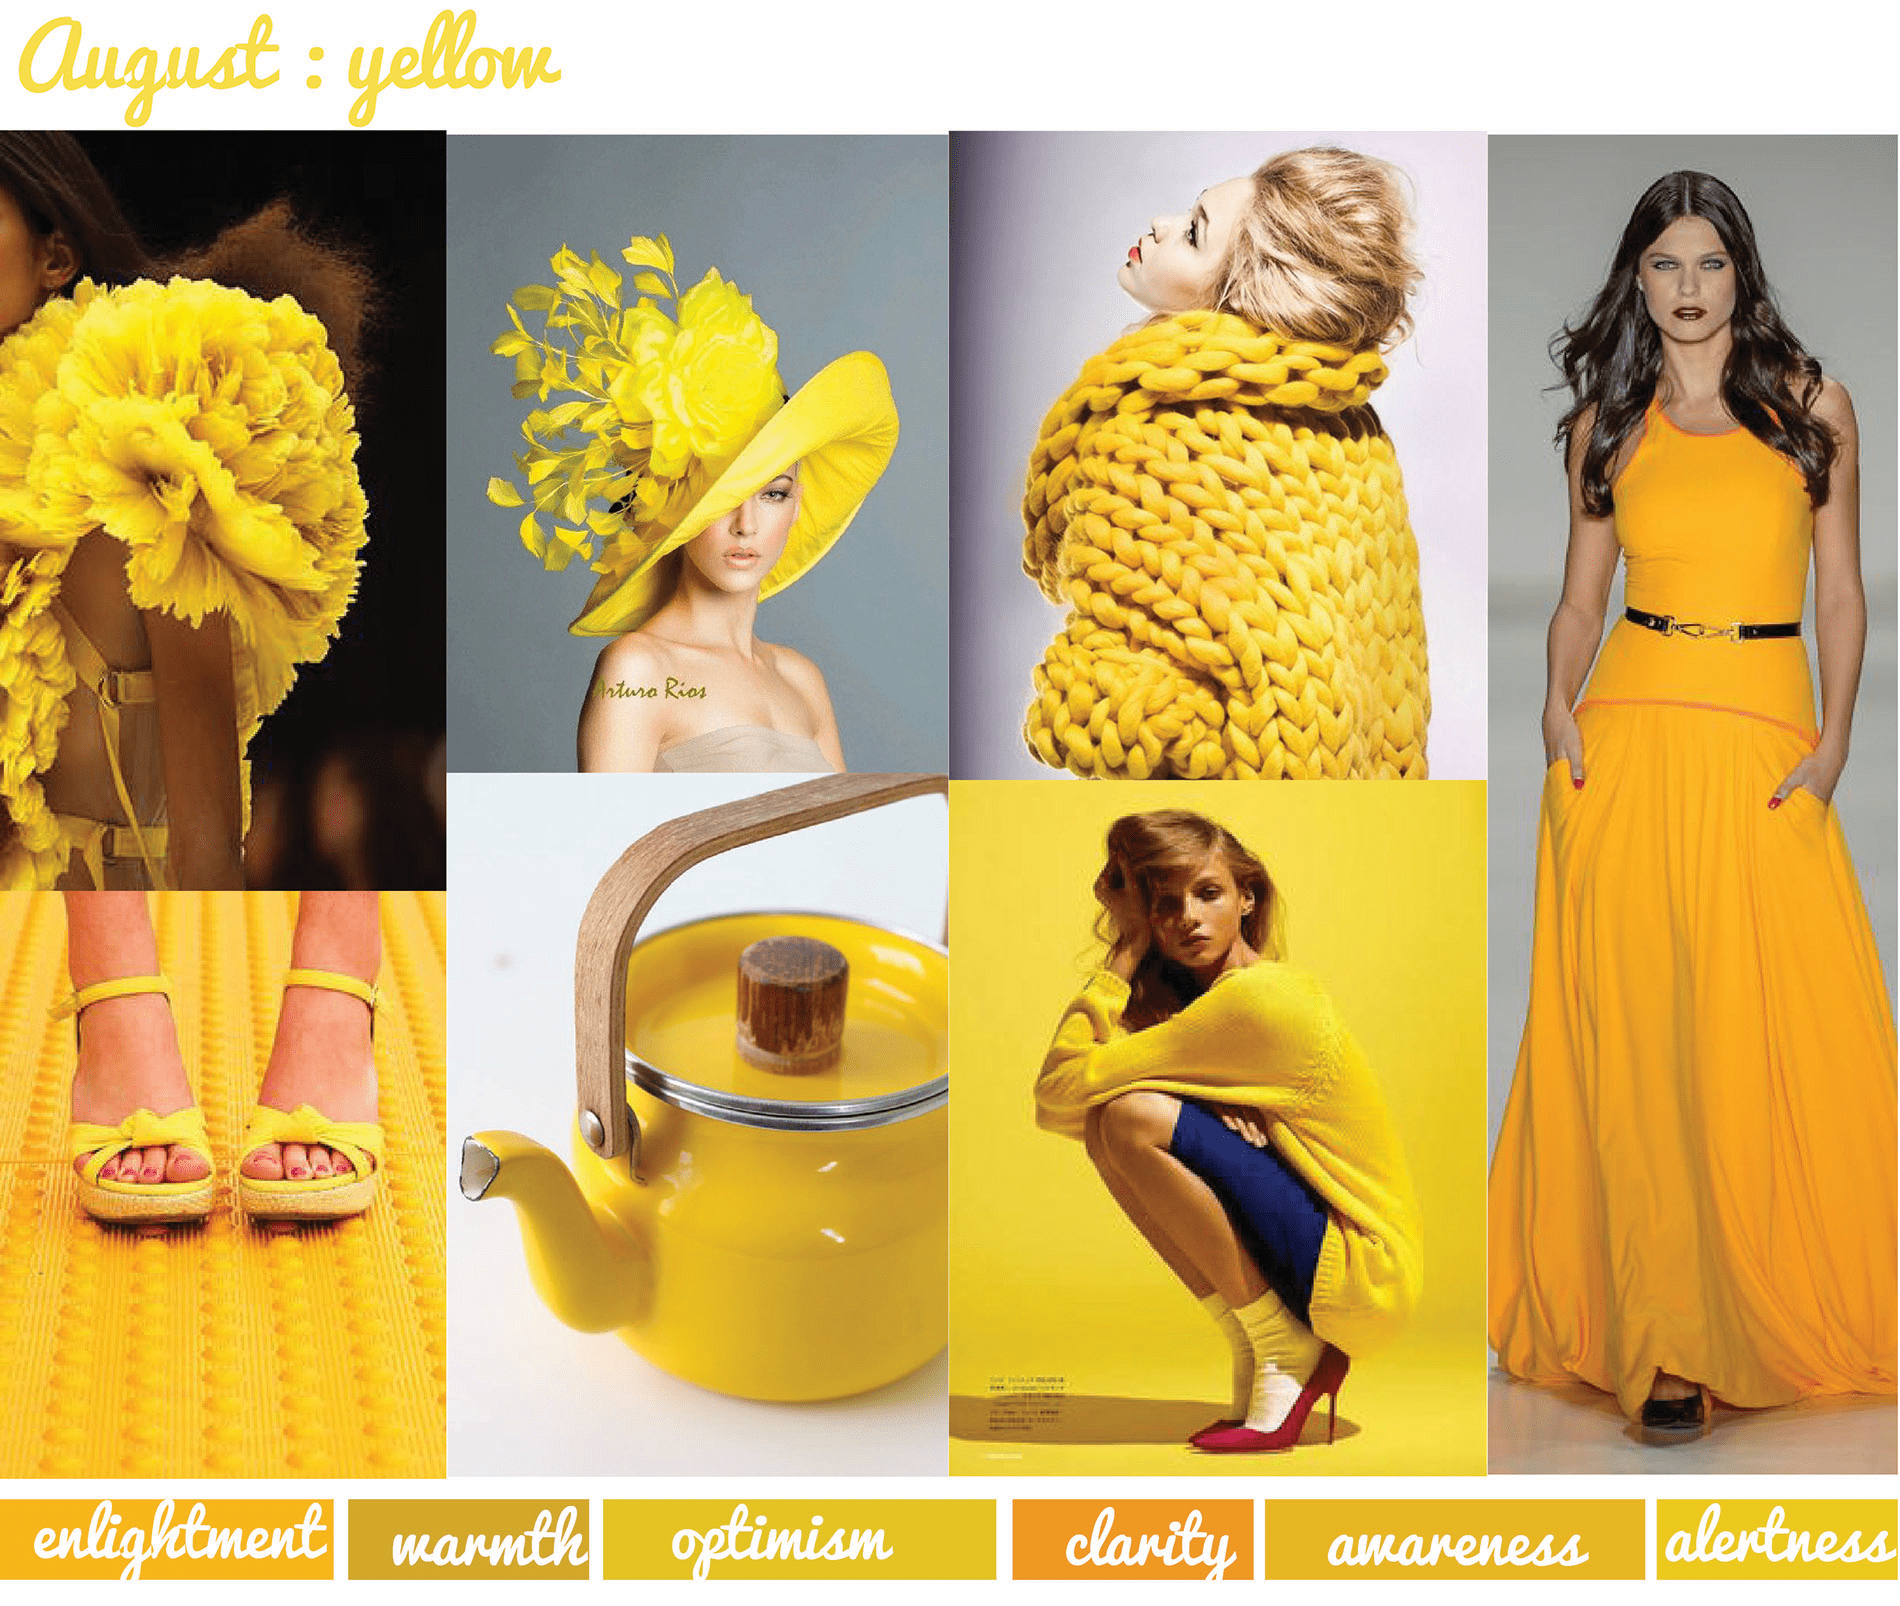 August : yellow
Arturo Rios
enlightment
warmth
optimism
clarity
awareness
alertness